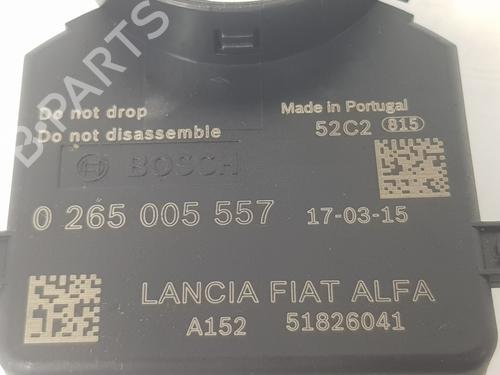 B-PARTS
Do not drop
Do not disassemble
Made in Portugal
52C2 815
BOSCH
0 265 005 557
17-03-15
LANCIA FIAT ALFA
A152 51826041